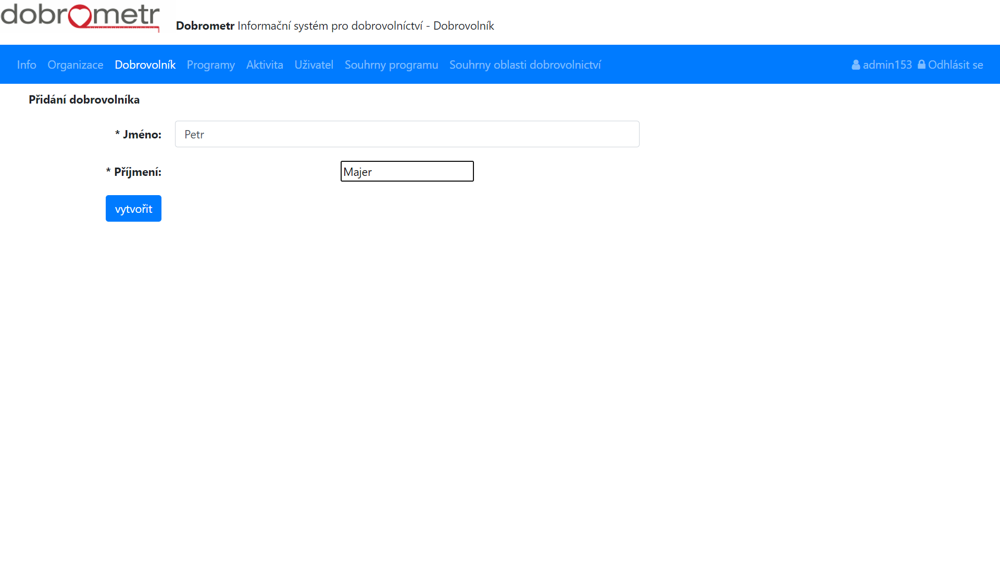 dobrometr
Dobrometr Informační systém pro dobrovolníctví - Dobrovolník
Info Organizace Dobrovolník Programy Aktivita Uživatel Souhrny programu Souhrny oblasti dobrovolnictví admin153 Odhlásit se
Přidání dobrovolníka
* Jméno: Petr
* Příjmení: Majer
vytvořit